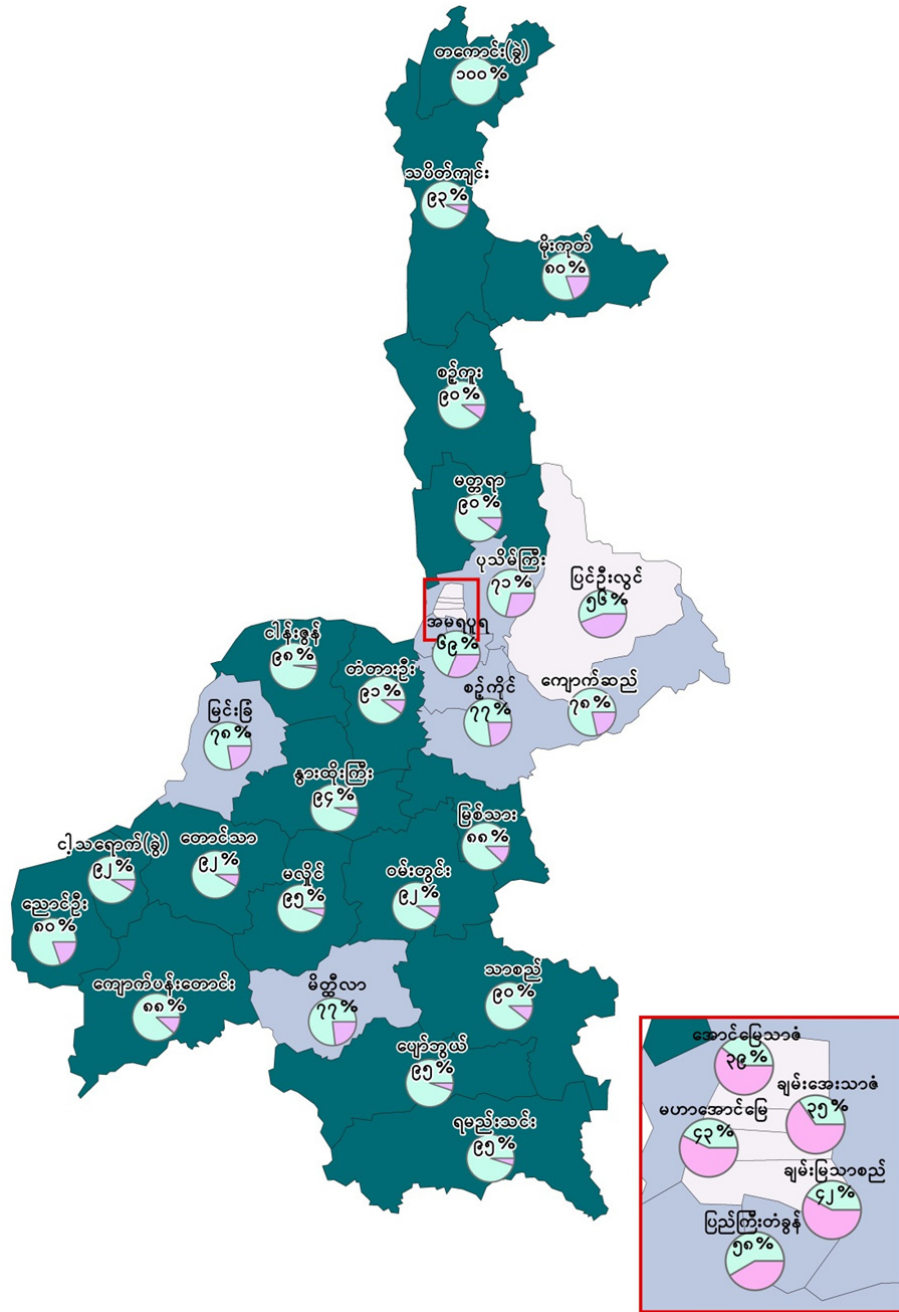 တကောင်း(ခွဲ)
၁၀၀%
သပိတ်ကျင်း
၉၃%
မိုးကုတ်
၈၀%
စဉ့်ကူး
၉၀%
မတ္တရာ
၉၀%
ပုသိမ်ကြီး
၇၁%
ပြင်ဦးလွင်
၅၆%
အမရပူရ
၆၉%
ငါန်းဇွန်
၉၈%
တံတားဦး
၉၁%
စဉ့်ကိုင်
၇၇%
ကျောက်ဆည်
၇၈%
မြင်းခြံ
၇၈%
နွားထိုးကြီး
၉၄%
မြစ်သား
၈၈%
ငါ့သရောက်(ခွဲ)
၉၂%
တောင်သာ
၉၂%
မလှိုင်
၉၅%
ဝမ်းတွင်း
၉၂%
ညောင်ဦး
၈၀%
ကျောက်ပန်းတောင်း
၈၈%
မိတ္ထီလာ
၇၇%
သာစည်
၉၀%
ပျော်ဘွယ်
၉၅%
ရမည်းသင်း
၉၅%
အောင်မြေသာဇံ
၃၉%
ချမ်းအေးသာဇံ
၃၅%
မဟာအောင်မြေ
၄၃%
ချမ်းမြသာစည်
၄၂%
ပြည်ကြီးတံခွန်
၅၈%